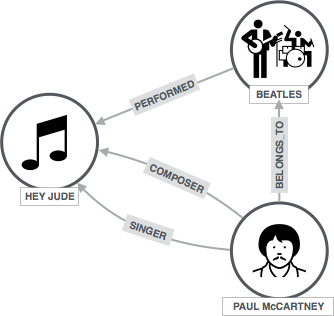 BEATLES
PERFORMED
HEY JUDE
COMPOSER
BELONGS_TO
SINGER
PAUL McCARTNEY